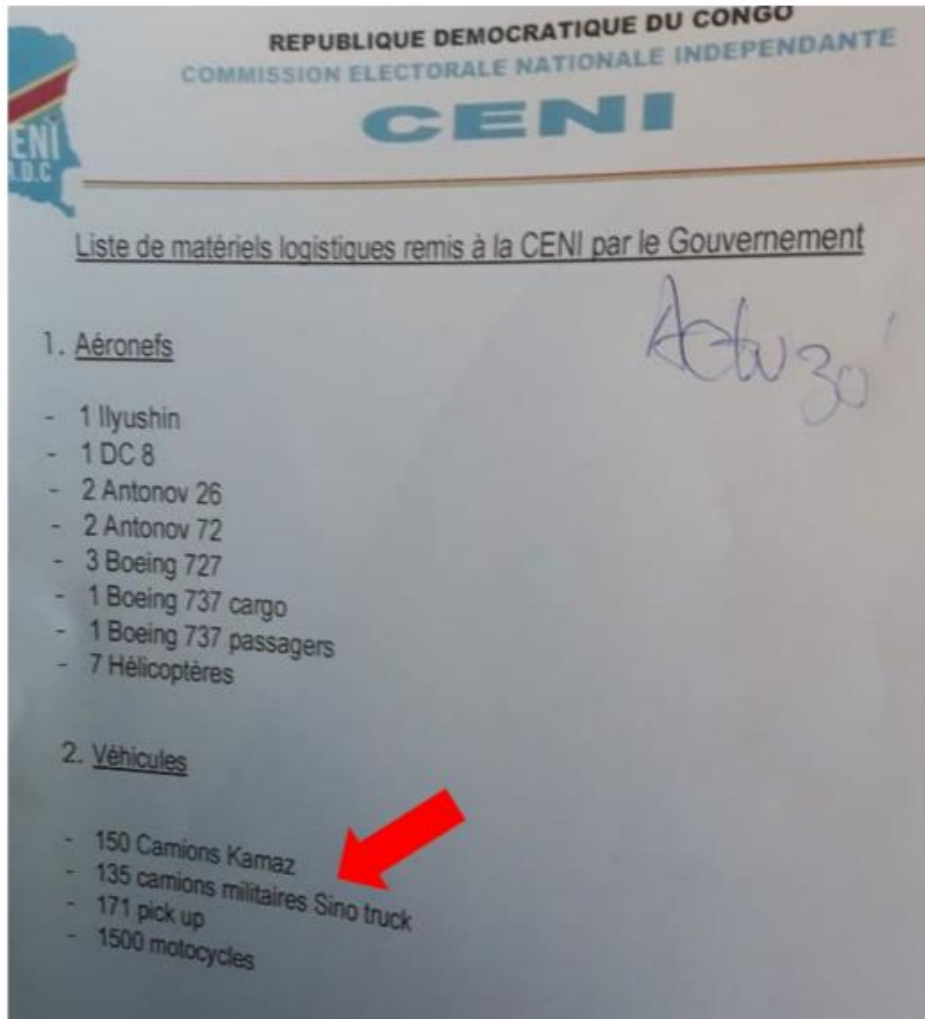 REPUBLIQUE DEMOCRATIQUE DU CONGO
COMMISSION ELECTORALE NATIONALE INDEPENDANTE
CENI
CENI
R.D.C
Liste de matériels logistiques remis à la CENI par le Gouvernement
1. Aéronefs
- 1 Ilyushin
- 1 DC 8
- 2 Antonov 26
- 2 Antonov 72
- 3 Boeing 727
- 1 Boeing 737 cargo
- 1 Boeing 737 passagers
- 7 Hélicoptères
2. Véhicules
- 150 Camions Kamaz
- 135 camions militaires Sino truck
- 171 pick up
- 1500 motocycles